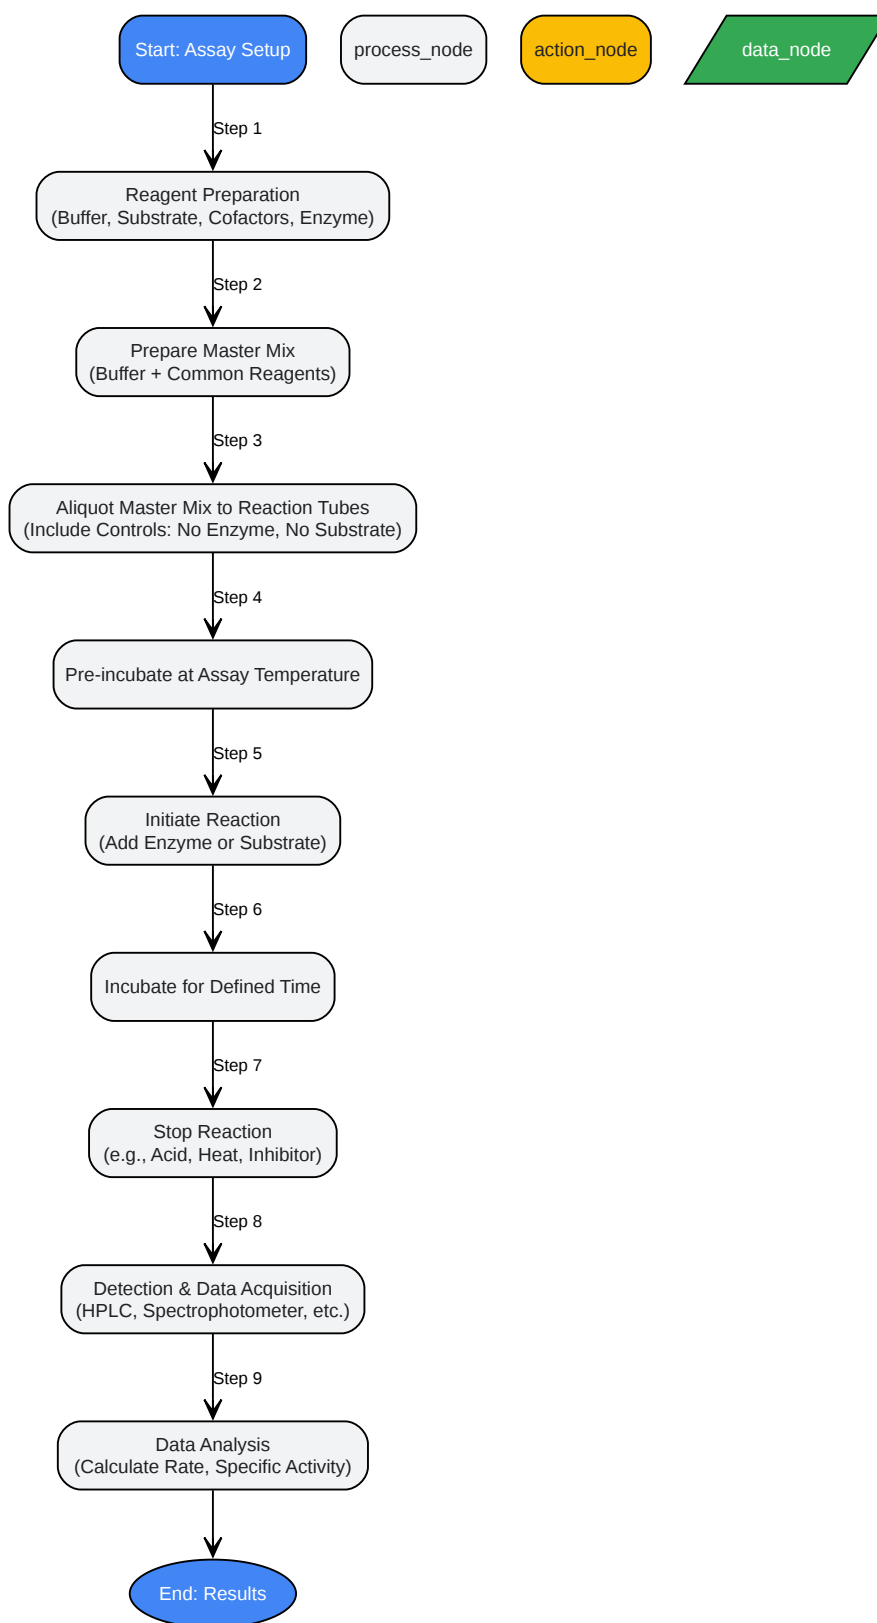 Start: Assay Setup
process_node
action_node
data_node
Step 1
Reagent Preparation
(Buffer, Substrate, Cofactors, Enzyme)
Step 2
Prepare Master Mix
(Buffer + Common Reagents)
Step 3
Aliquot Master Mix to Reaction Tubes
(Include Controls: No Enzyme, No Substrate)
Step 4
Pre-incubate at Assay Temperature
Step 5
Initiate Reaction
(Add Enzyme or Substrate)
Step 6
Incubate for Defined Time
Step 7
Stop Reaction
(e.g., Acid, Heat, Inhibitor)
Step 8
Detection & Data Acquisition
(HPLC, Spectrophotometer, etc.)
Step 9
Data Analysis
(Calculate Rate, Specific Activity)
End: Results